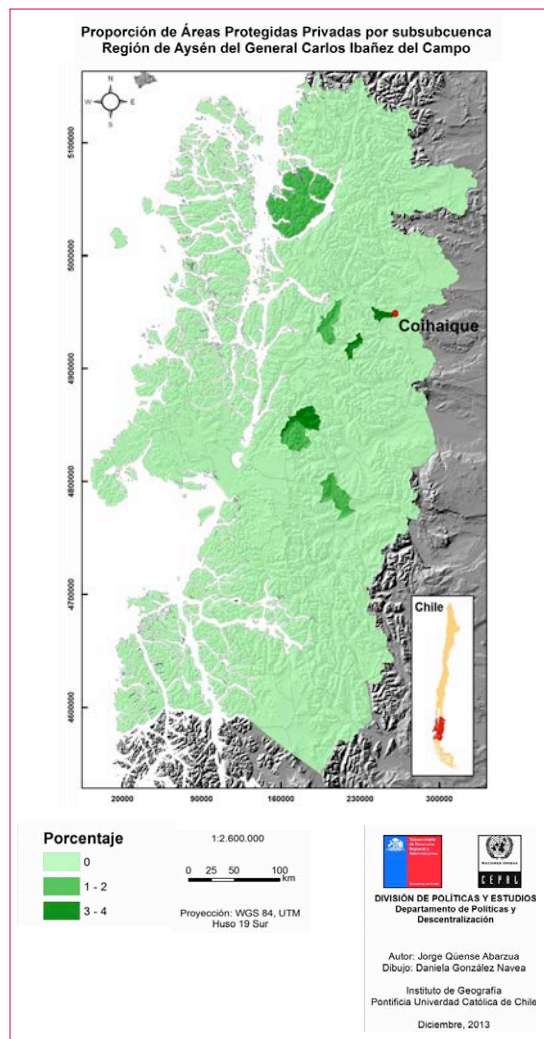 Proporción de Áreas Protegidas Privadas por subsubcuenca
Región de Aysén del General Carlos Ibañez del Campo
N
W
E
S
5100000
5000000
4900000
4800000
4700000
4600000
Coihaique
Chile
20000
90000
160000
230000
300000
Porcentaje
0
1 - 2
3 - 4
1:2.600.000
0 25 50 100
km
Proyección: WGS 84, UTM
Huso 19 Sur
NACIONES UNIDAS
CEPAL
DIVISIÓN DE POLÍTICAS Y ESTUDIOS
Departamento de Políticas y
Descentralización
Autor: Jorge Qüense Abarzua
Dibujo: Daniela González Navea
Instituto de Geografía
Pontificia Univerdad Católica de Chile
Diciembre, 2013